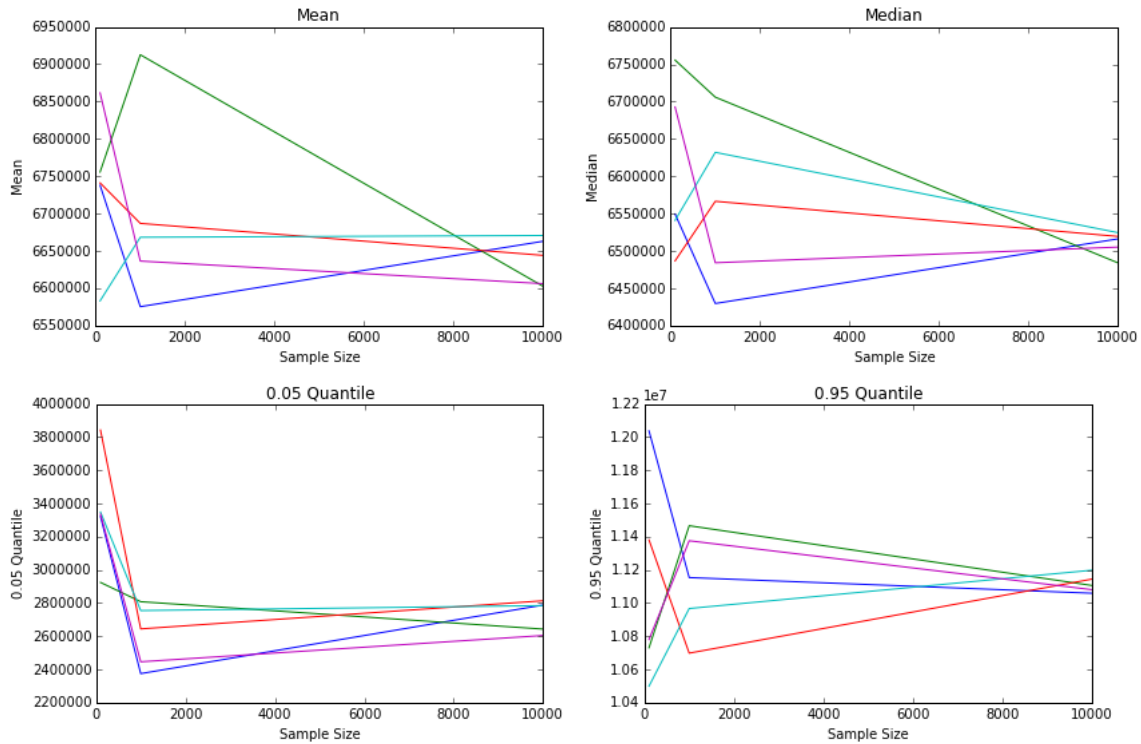 Mean
Mean
6950000
6900000
6850000
6800000
6750000
6700000
6650000
6600000
6550000
0 2000 4000 6000 8000 10000
Sample Size
Median
Median
6800000
6750000
6700000
6650000
6600000
6550000
6500000
6450000
6400000
0 2000 4000 6000 8000 10000
Sample Size
0.05 Quantile
0.05 Quantile
4000000
3800000
3600000
3400000
3200000
3000000
2800000
2600000
2400000
2200000
0 2000 4000 6000 8000 10000
Sample Size
0.95 Quantile
1e7
0.95 Quantile
1.22
1.20
1.18
1.16
1.14
1.12
1.10
1.08
1.06
1.04
0 2000 4000 6000 8000 10000
Sample Size